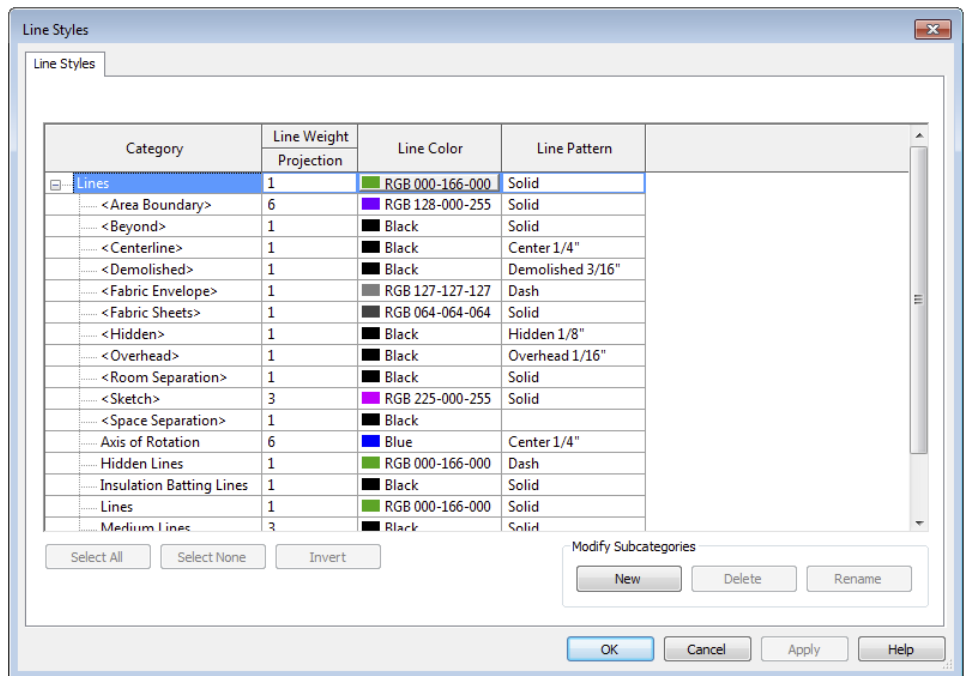 Line Styles
Line Styles
Category Line Weight Line Color Line Pattern
Projection
Lines 1 RGB 000-166-000 Solid
<Area Boundary> 6 RGB 128-000-255 Solid
<Beyond> 1 Black Solid
<Centerline> 1 Black Center 1/4"
<Demolished> 1 Black Demolished 3/16"
<Fabric Envelope> 1 RGB 127-127-127 Dash
<Fabric Sheets> 1 RGB 064-064-064 Solid
<Hidden> 1 Black Hidden 1/8"
<Overhead> 1 Black Overhead 1/16"
<Room Separation> 1 Black Solid
<Sketch> 3 RGB 225-000-255 Solid
<Space Separation> 1 Black
Axis of Rotation 6 Blue Center 1/4"
Hidden Lines 1 RGB 000-166-000 Dash
Insulation Batting Lines 1 Black Solid
Lines 1 RGB 000-166-000 Solid
Medium Lines 3 Black Solid
Select All Select None Invert
Modify Subcategories
New Delete Rename
OK Cancel Apply Help